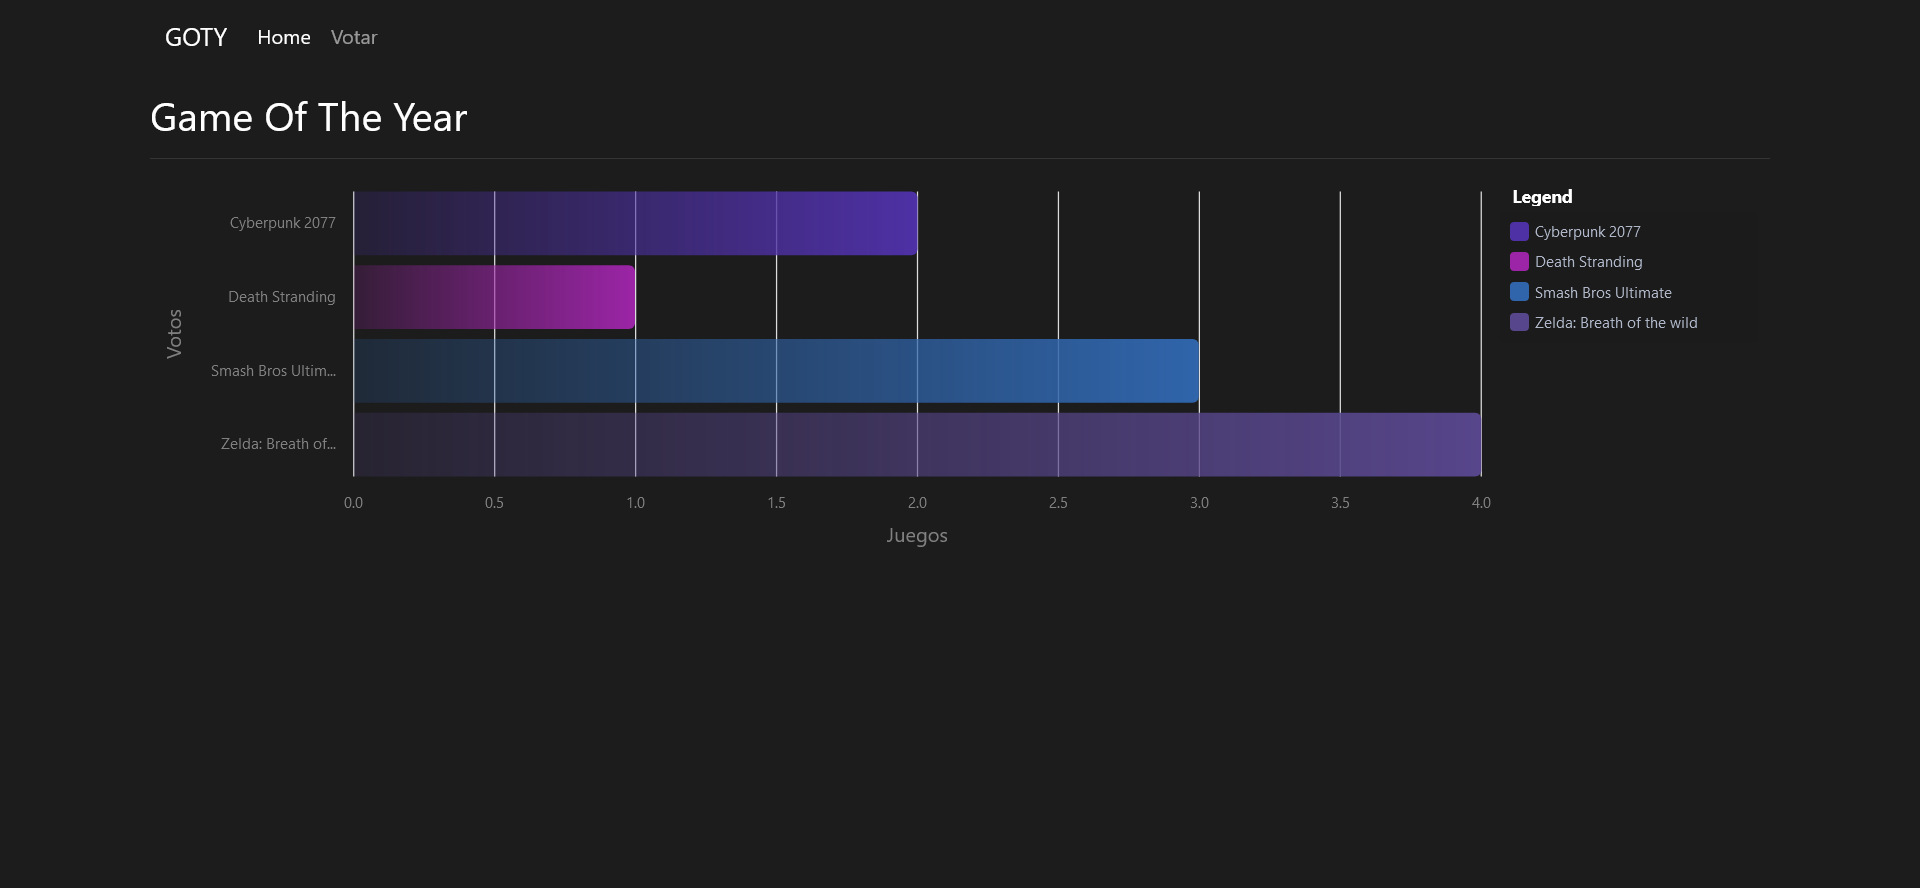 GOTY Home Votar
Game Of The Year
Votos
Cyberpunk 2077
Death Stranding
Smash Bros Ultim...
Zelda: Breath of...
0.0 0.5 1.0 1.5 2.0 2.5 3.0 3.5 4.0
Juegos
Legend
Cyberpunk 2077
Death Stranding
Smash Bros Ultimate
Zelda: Breath of the wild